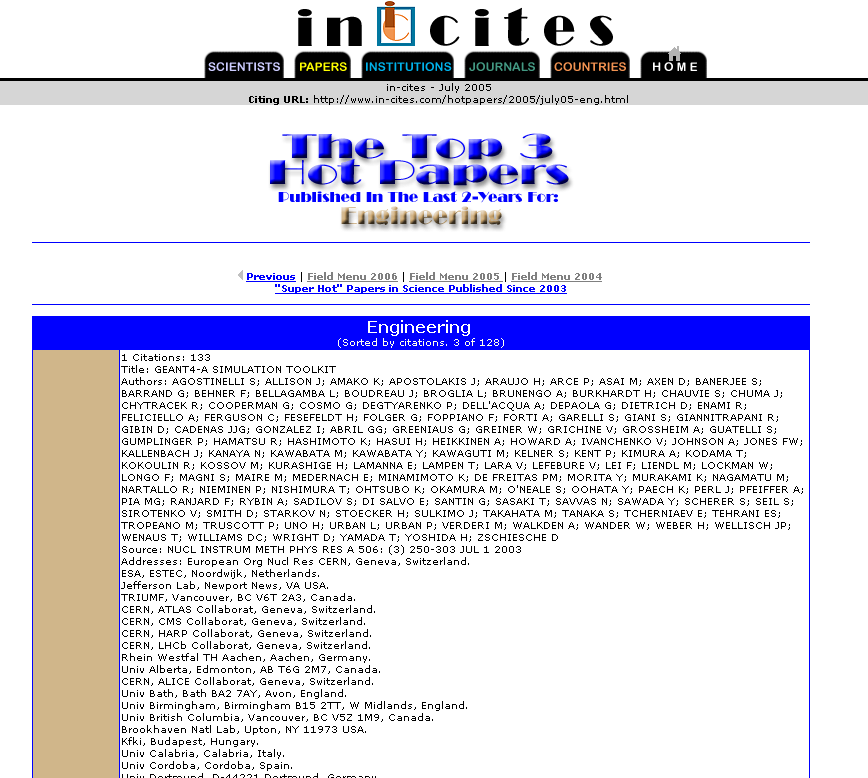 in cites
SCIENTISTS PAPERS INSTITUTIONS JOURNALS COUNTRIES HOME
in-cites - July 2005
Citing URL: http://www.in-cites.com/hotpapers/2005/july05-eng.html
The Top 3
Hot Papers
Published In The Last 2-Years For:
Engineering
Previous | Field Menu 2006 | Field Menu 2005 | Field Menu 2004
"Super Hot" Papers in Science Published Since 2003
Engineering
(Sorted by citations. 3 of 128)
1 Citations: 133
Title: GEANT4-A SIMULATION TOOLKIT
Authors: AGOSTINELLI S; ALLISON J; AMAKO K; APOSTOLAKIS J; ARAUJO H; ARCE P; ASAI M; AXEN D; BANERJEE S;
BARRAND G; BEHNER F; BELLAGAMBA L; BOUDREAU J; BROGLIA L; BRUNENGO A; BURKHARDT H; CHAUVIE S; CHUMA J;
CHYTRACEK R; COOPERMAN G; COSMO G; DEGTYARENKO P; DELL'ACQUA A; DEPAOLA G; DIETRICH D; ENAMI R;
FELICIELLO A; FERGUSON C; FESEFELDT H; FOLGER G; FOPPIANO F; FORTI A; GARELLI S; GIANI S; GIANNITRAPANI R;
GIBIN D; CADENAS JJG; GONZALEZ I; ABRIL GG; GREENIAUS G; GREINER W; GRICHINE V; GROSSHEIM A; GUATELLI S;
GUMPLINGER P; HAMATSU R; HASHIMOTO K; HASUI H; HEIKKINEN A; HOWARD A; IVANCHENKO V; JOHNSON A; JONES FW;
KALLENBACH J; KANAYA N; KAWABATA M; KAWABATA Y; KAWAGUTI M; KELNER S; KENT P; KIMURA A; KODAMA T;
KOKOULIN R; KOSSOV M; KURASHIGE H; LAMANNA E; LAMPEN T; LARA V; LEFEBURE V; LEI F; LIENDL M; LOCKMAN W;
LONGO F; MAGNI S; MAIRE M; MEDERNACH E; MINAMIMOTO K; DE FREITAS PM; MORITA Y; MURAKAMI K; NAGAMATU M;
NARTALLO R; NIEMINEN P; NISHIMURA T; OHTSUBO K; OKAMURA M; O'NEALE S; OOHATA Y; PAECH K; PERL J; PFEIFFER A;
PIA MG; RANJARD F; RYBIN A; SADILOV S; DI SALVO E; SANTIN G; SASAKI T; SAVVAS N; SAWADA Y; SCHERER S; SEIL S;
SIROTENKO V; SMITH D; STARKOV N; STOECKER H; SULKIMO J; TAKAHATA M; TANAKA S; TCHERNIAEV E; TEHRANI ES;
TROPEANO M; TRUSCOTT P; UNO H; URBAN L; URBAN P; VERDERI M; WALKDEN A; WANDER W; WEBER H; WELLISCH JP;
WENAUS T; WILLIAMS DC; WRIGHT D; YAMADA T; YOSHIDA H; ZSCHIESCHE D
Source: NUCL INSTRUM METH PHYS RES A 506: (3) 250-303 JUL 1 2003
Addresses: European Org Nucl Res CERN, Geneva, Switzerland.
ESA, ESTEC, Noordwijk, Netherlands.
Jefferson Lab, Newport News, VA USA.
TRIUMF, Vancouver, BC V6T 2A3, Canada.
CERN, ATLAS Collaborat, Geneva, Switzerland.
CERN, CMS Collaborat, Geneva, Switzerland.
CERN, HARP Collaborat, Geneva, Switzerland.
CERN, LHCb Collaborat, Geneva, Switzerland.
Rhein Westfal TH Aachen, Aachen, Germany.
Univ Alberta, Edmonton, AB T6G 2M7, Canada.
CERN, ALICE Collaborat, Geneva, Switzerland.
Univ Bath, Bath BA2 7AY, Avon, England.
Univ Birmingham, Birmingham B15 2TT, W Midlands, England.
Univ British Columbia, Vancouver, BC V5Z 1M9, Canada.
Brookhaven Natl Lab, Upton, NY 11973 USA.
Kfki, Budapest, Hungary.
Univ Calabria, Calabria, Italy.
Univ Cordoba, Cordoba, Spain.
Univ Dortmund, D-44221 Dortmund, Germany.